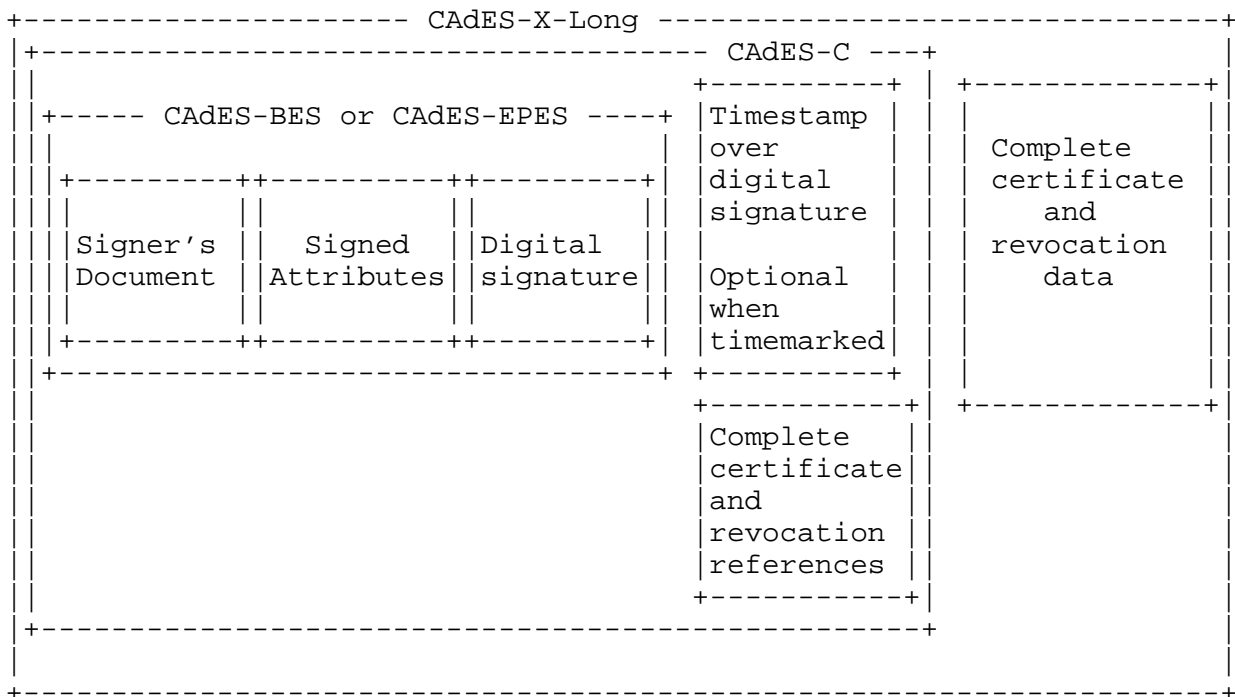 CAdES-X-Long
CAdES-C
CAdES-BES or CAdES-EPES
Signer's
Document
Signed
Attributes
Digital
signature
Timestamp
over
digital
signature
Optional
when
timemarked
Complete
certificate
and
revocation
references
Complete
certificate
and
revocation
data